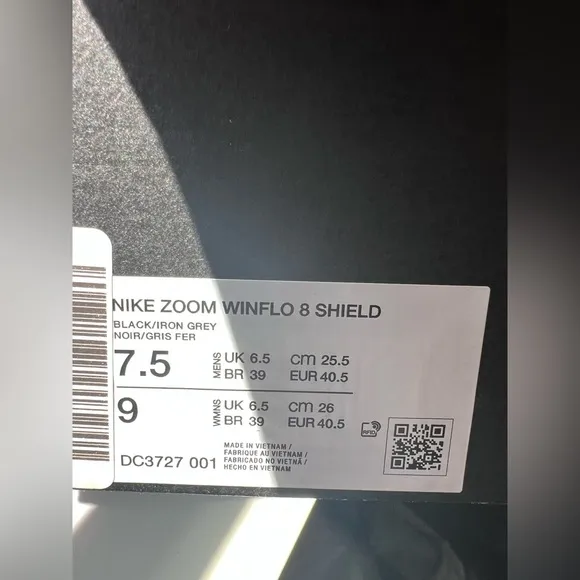 NIKE ZOOM WINFLO 8 SHIELD
BLACK/IRON GREY
NOIR/GRIS FER
7.5 MENS UK 6.5 CM 25.5
BR 39 EUR 40.5
9 WMNS UK 6.5 CM 26
BR 39 EUR 40.5
RFID
DC3727 001
MADE IN VIETNAM /
FABRIQUE AU VIETNAM /
FABRICADO NO VIETNÃ /
HECHO EN VIETNAM